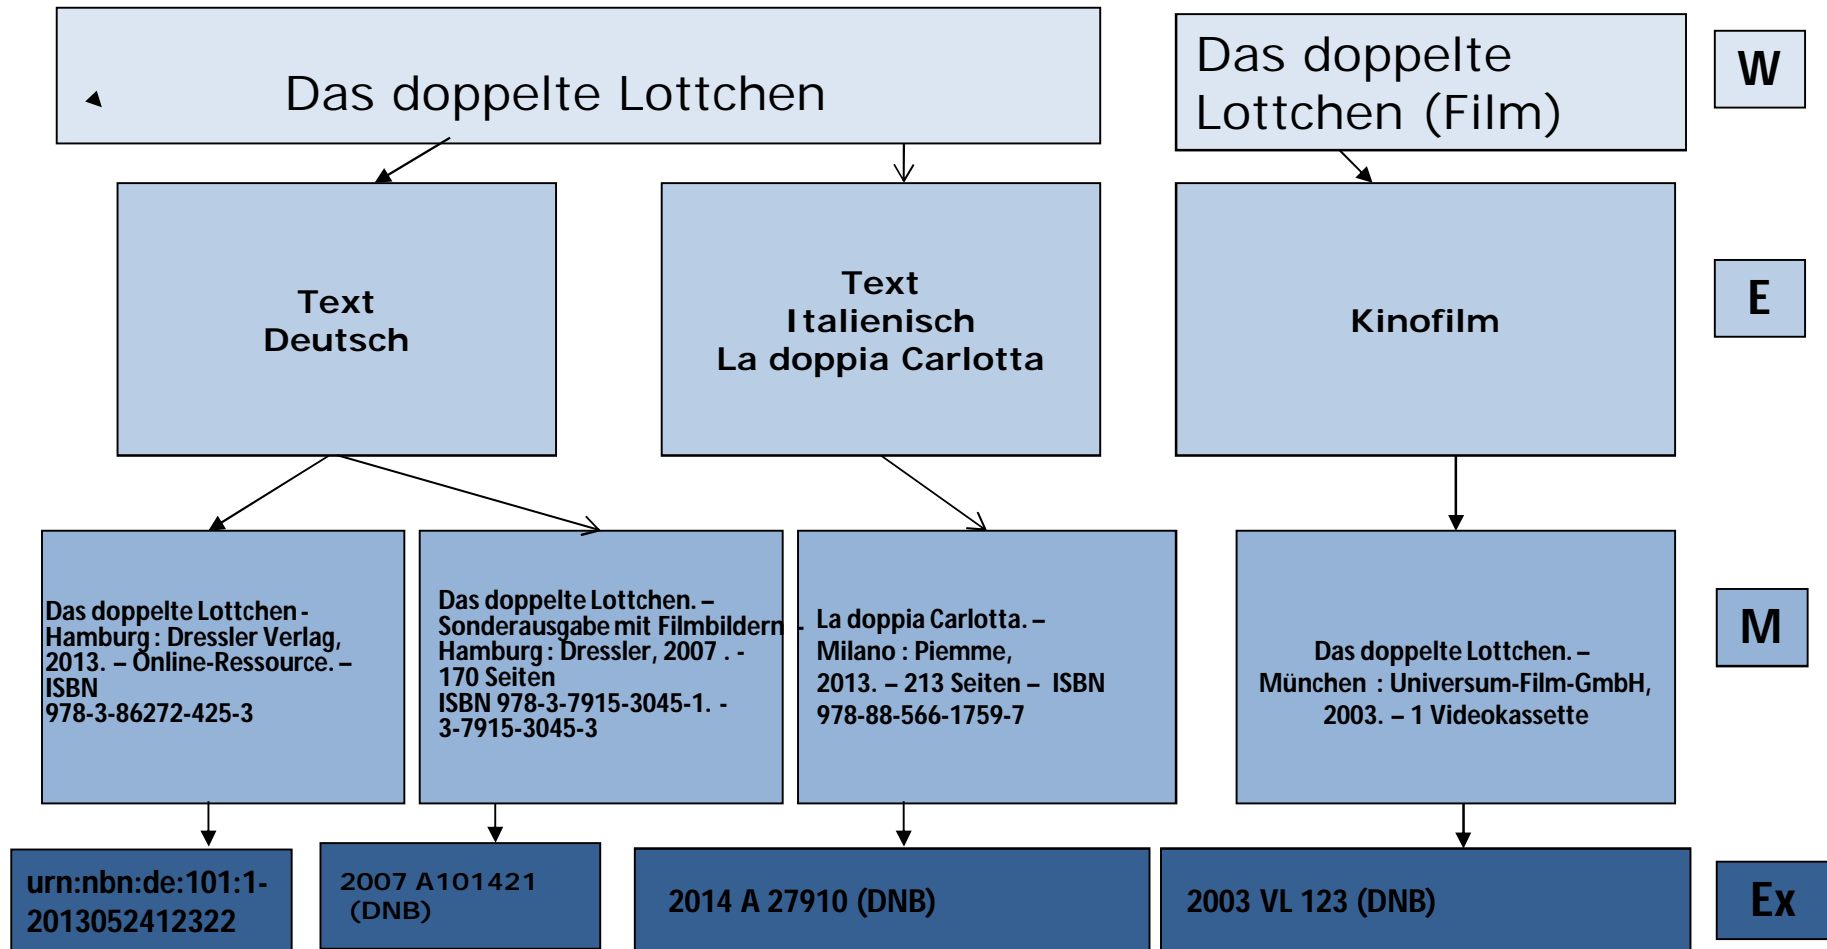 Das doppelte Lottchen
Das doppelte
Lottchen (Film)
W
Text
Deutsch
Text
Italienisch
La doppia Carlotta
Kinofilm
E
Das doppelte Lottchen -
Hamburg : Dressler Verlag,
2013. – Online-Ressource. –
ISBN
978-3-86272-425-3
Das doppelte Lottchen. –
Sonderausgabe mit Filmbildern -
Hamburg : Dressler, 2007 . -
170 Seiten
ISBN 978-3-7915-3045-1. -
3-7915-3045-3
La doppia Carlotta. –
Milano : Piemme,
2013. – 213 Seiten – ISBN
978-88-566-1759-7
Das doppelte Lottchen. –
München : Universum-Film-GmbH,
2003. – 1 Videokassette
M
urn:nbn:de:101:1-
2013052412322
2007 A101421
(DNB)
2014 A 27910 (DNB)
2003 VL 123 (DNB)
Ex